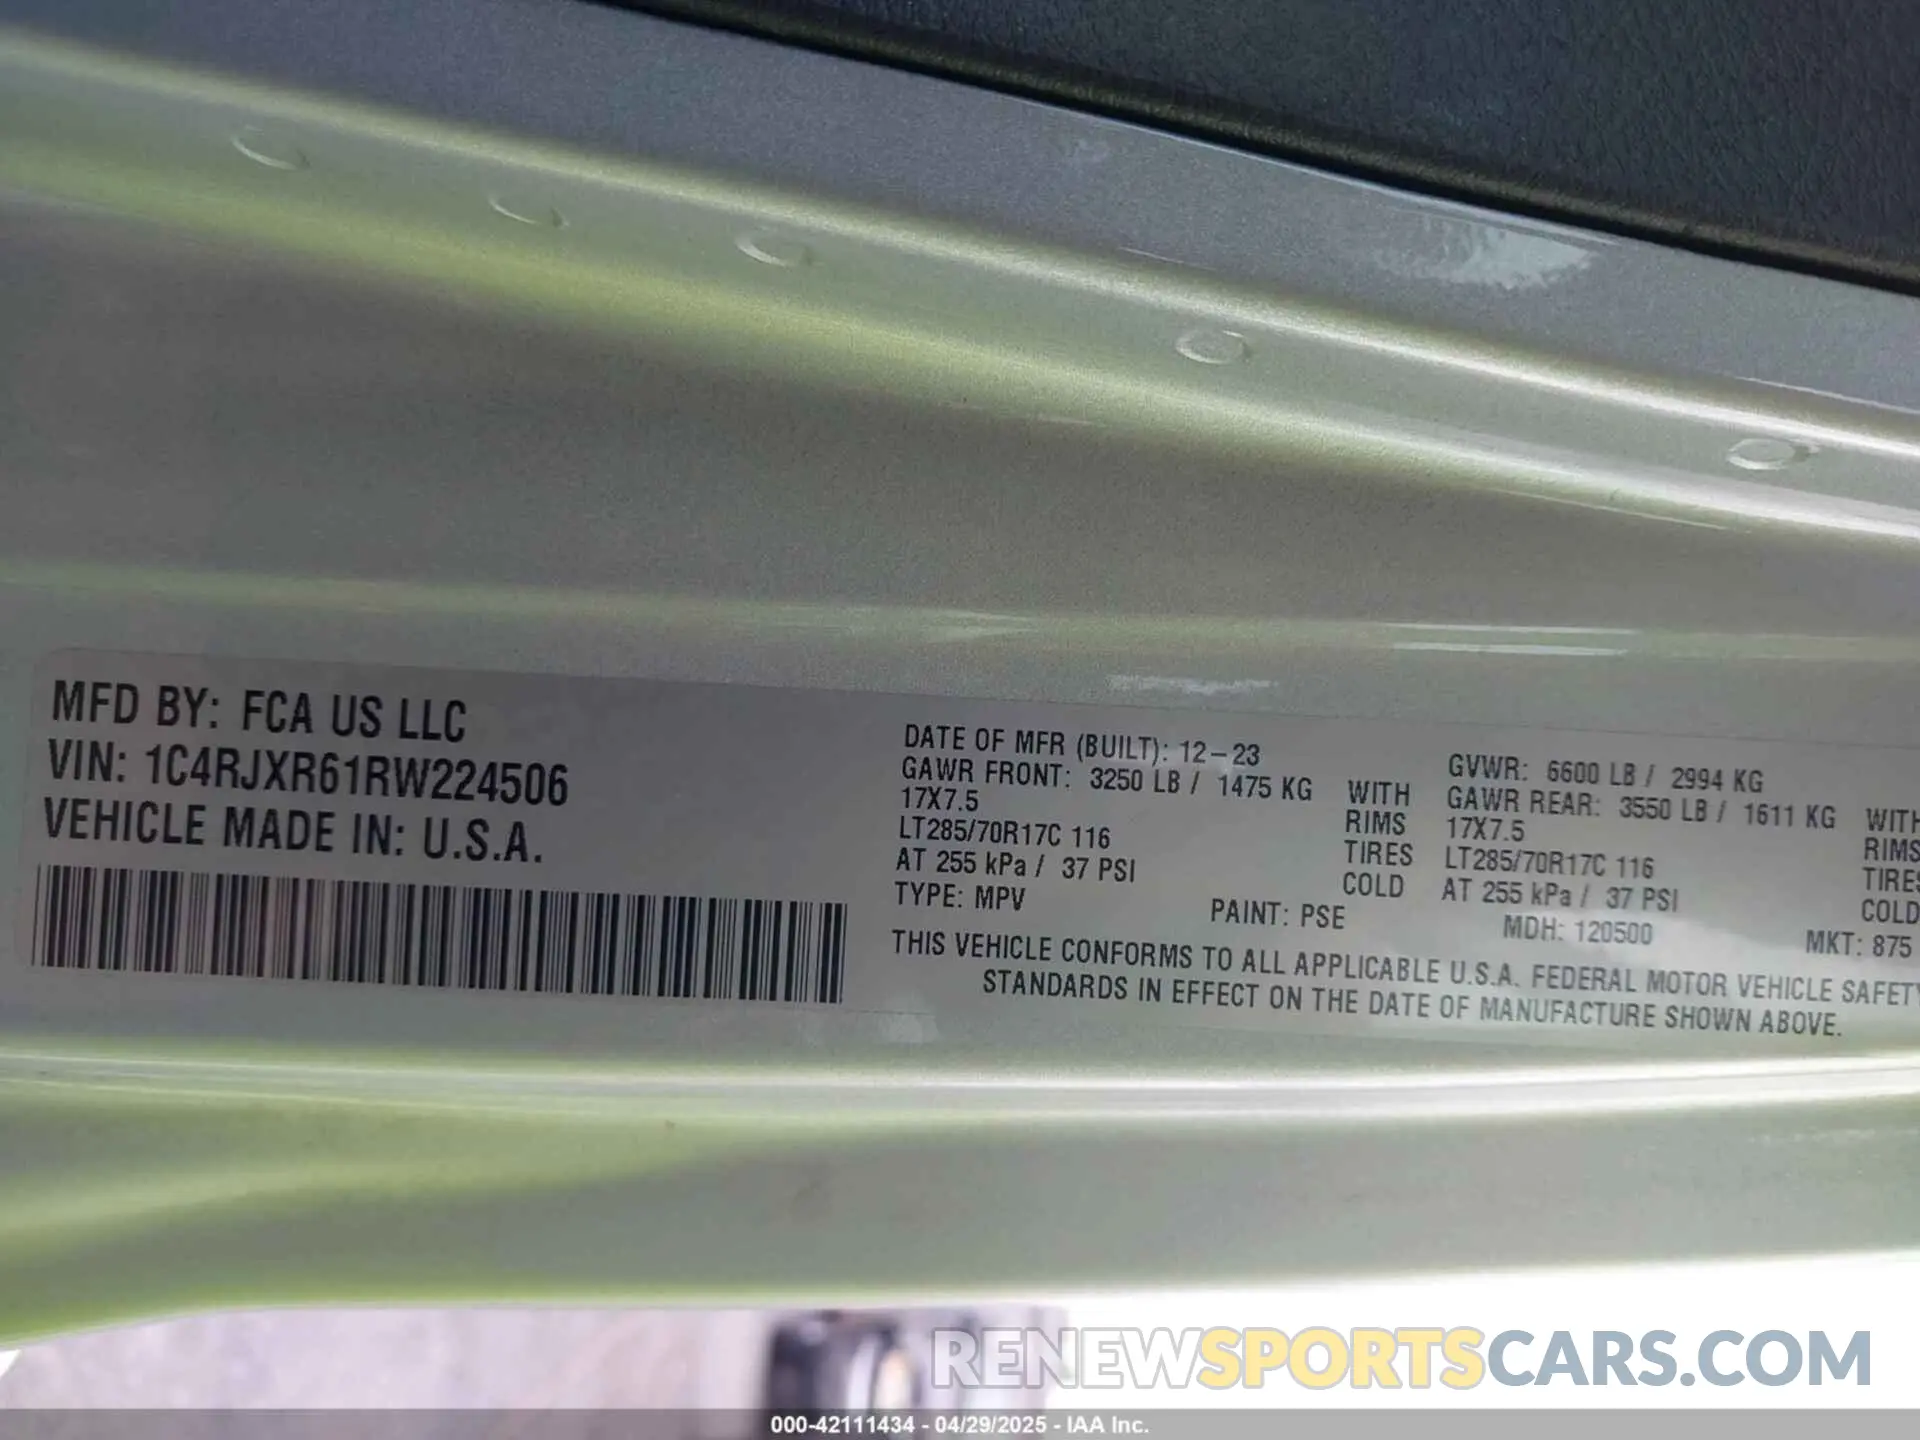 MFD BY: FCA US LLC
VIN: 1C4RJXR61RW224506
VEHICLE MADE IN: U.S.A.
DATE OF MFR (BUILT): 12-23
GAWR FRONT: 3250 LB / 1475 KG WITH
17X7.5 RIMS
LT285/70R17C 116 TIRES
AT 255 kPa / 37 PSI COLD
GVWR: 6600 LB / 2994 KG
GAWR REAR: 3550 LB / 1611 KG WITH
17X7.5 RIMS
LT285/70R17C 116 TIRES
AT 255 kPa / 37 PSI COLD
TYPE: MPV PAINT: PSE MDH: 120500 MKT: 875
THIS VEHICLE CONFORMS TO ALL APPLICABLE U.S.A. FEDERAL MOTOR VEHICLE SAFETY
STANDARDS IN EFFECT ON THE DATE OF MANUFACTURE SHOWN ABOVE.
RENEWSPORTSCARS.COM
000-42111434 - 04/29/2025 - IAA Inc.